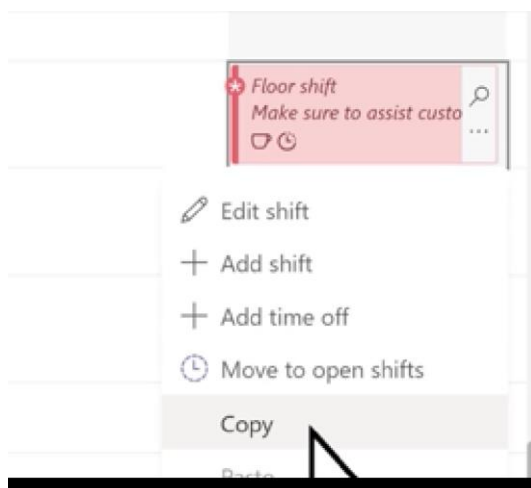 Floor shift
Make sure to assist custo
Edit shift
Add shift
Add time off
Move to open shifts
Copy
Paste